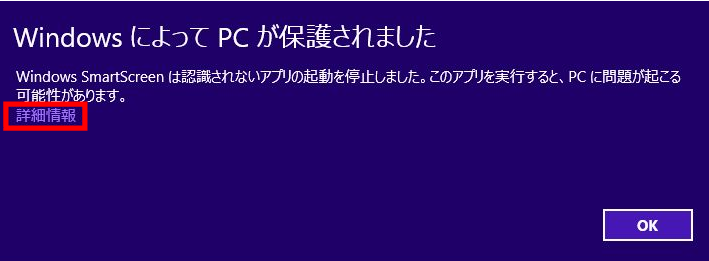 Windows によって PC が保護されました
Windows SmartScreen は認識されないアプリの起動を停止しました。このアプリを実行すると、PC に問題が起こる
可能性があります。
詳細情報
OK